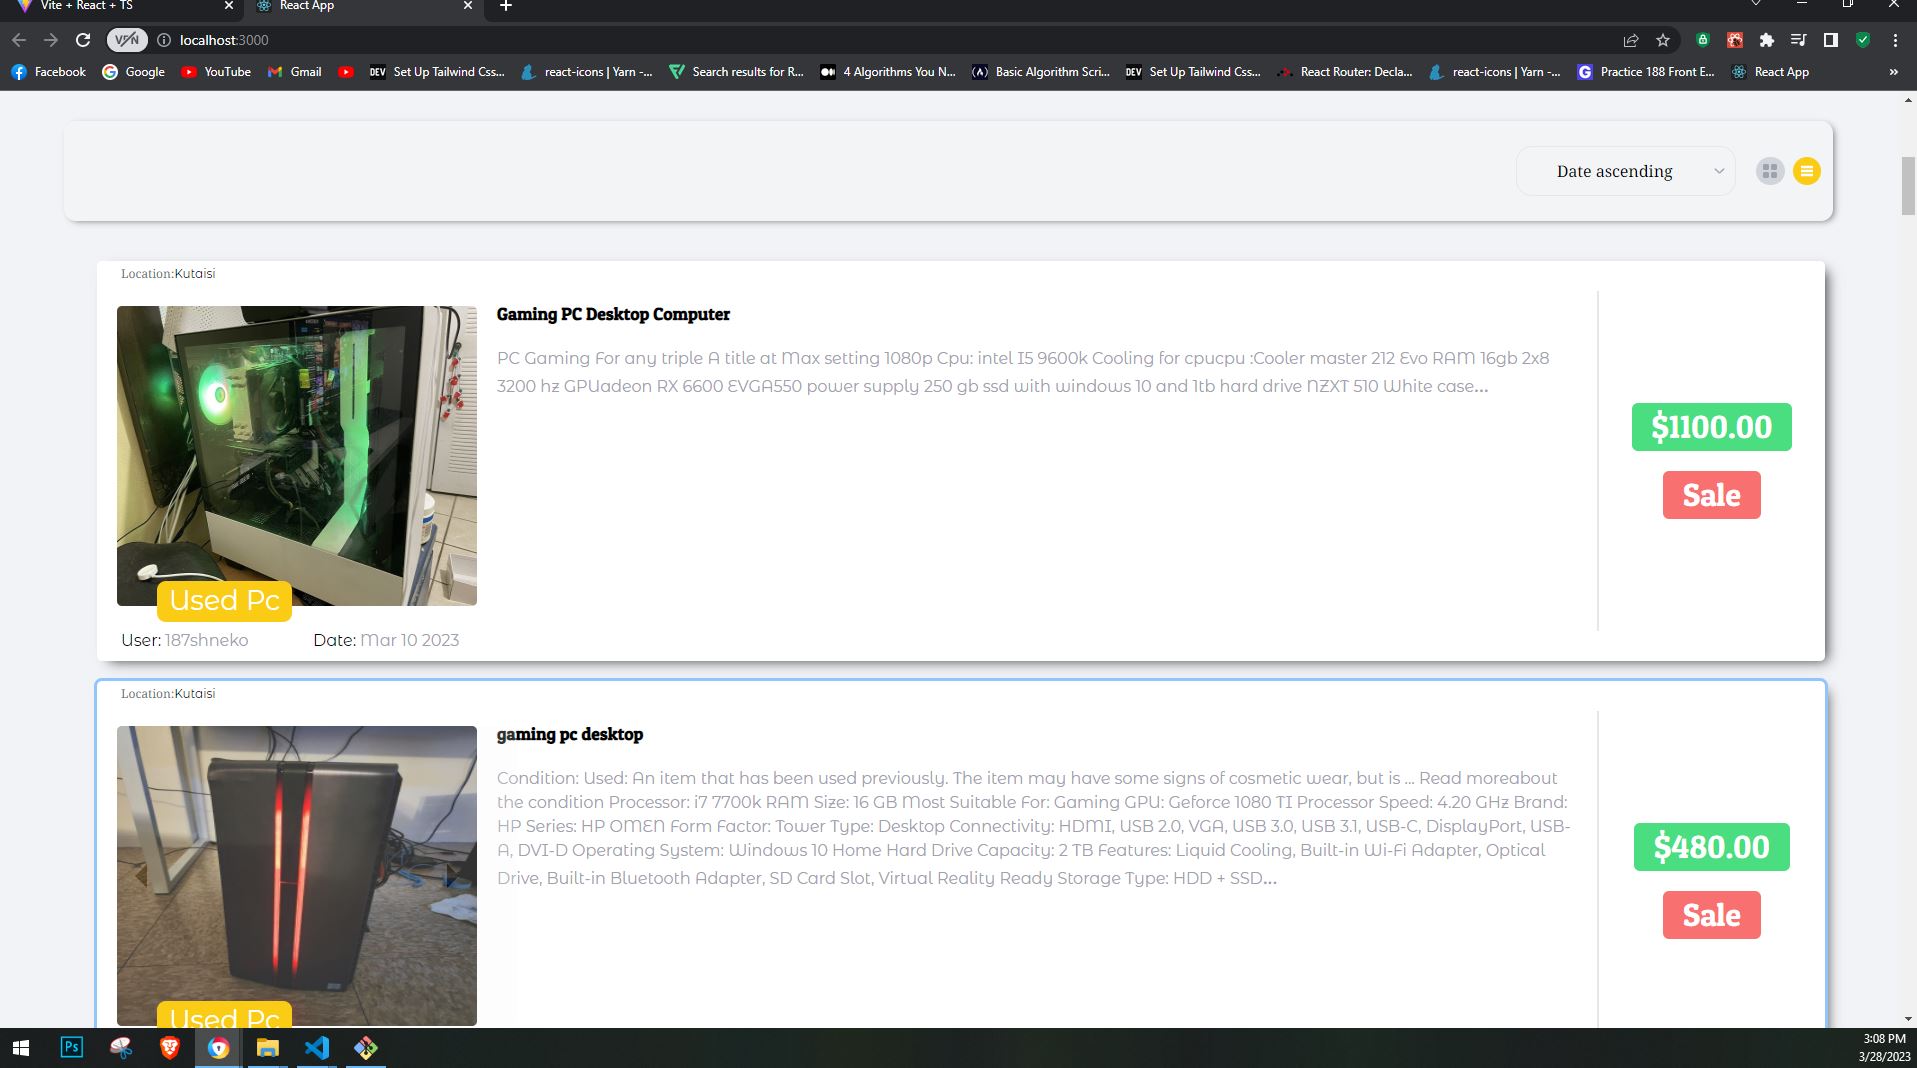 Vite + React + TS
React App
VPN
localhost:3000
Facebook
Google
YouTube
Gmail
DEV Set Up Tailwind Css...
react-icons | Yarn -...
Search results for R...
4 Algorithms You N...
(A) Basic Algorithm Scri...
DEV Set Up Tailwind Css...
React Router: Decla...
react-icons | Yarn -...
G Practice 188 Front E...
React App
»
Date ascending
Location:Kutaisi
Gaming PC Desktop Computer
PC Gaming For any triple A title at Max setting 1080p Cpu: intel I5 9600k Cooling for cpucpu :Cooler master 212 Evo RAM 16gb 2x8
3200 hz GPUadeon RX 6600 EVGA550 power supply 250 gb ssd with windows 10 and 1tb hard drive NZXT 510 White case...
$1100.00
Sale
Used Pc
User: 187shneko
Date: Mar 10 2023
Location:Kutaisi
gaming pc desktop
Condition: Used: An item that has been used previously. The item may have some signs of cosmetic wear, but is ... Read moreabout
the condition Processor: i7 7700k RAM Size: 16 GB Most Suitable For: Gaming GPU: Geforce 1080 TI Processor Speed: 4.20 GHz Brand:
HP Series: HP OMEN Form Factor: Tower Type: Desktop Connectivity: HDMI, USB 2.0, VGA, USB 3.0, USB 3.1, USB-C, DisplayPort, USB-
A, DVI-D Operating System: Windows 10 Home Hard Drive Capacity: 2 TB Features: Liquid Cooling, Built-in Wi-Fi Adapter, Optical
Drive, Built-in Bluetooth Adapter, SD Card Slot, Virtual Reality Ready Storage Type: HDD + SSD...
$480.00
Sale
Used Pc
Ps
3:08 PM
3/28/2023